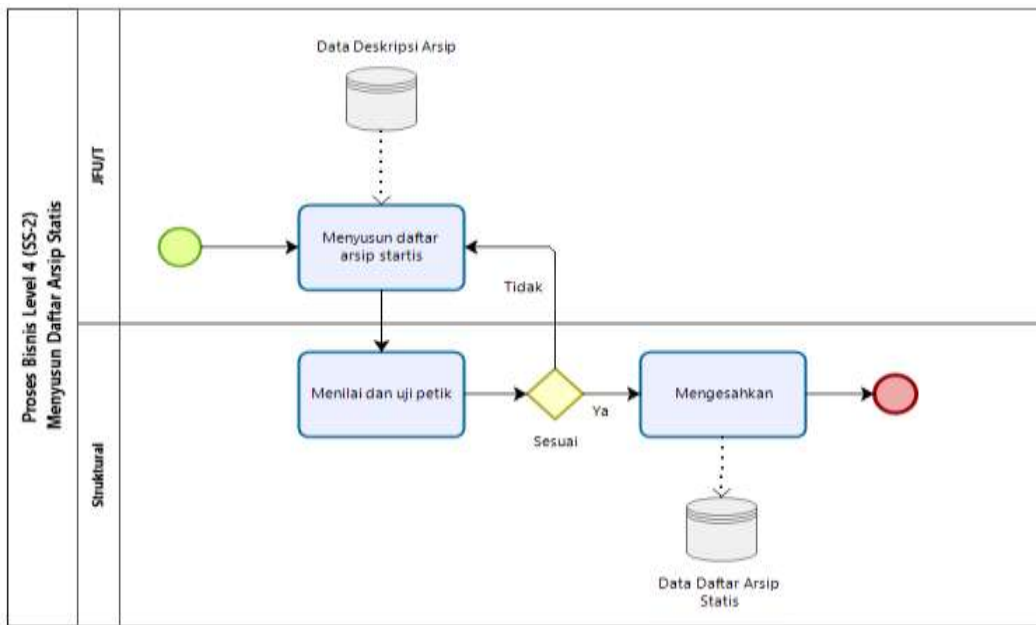 Proses Bisnis Level 4 (SS-2)
Menyusun Daftar Arsip Statis
JFU/T
Data Deskripsi Arsip
Menyusun daftar
arsip startis
Tidak
Struktural
Menilai dan uji petik
Sesuai
Ya
Mengesahkan
Data Daftar Arsip
Statis